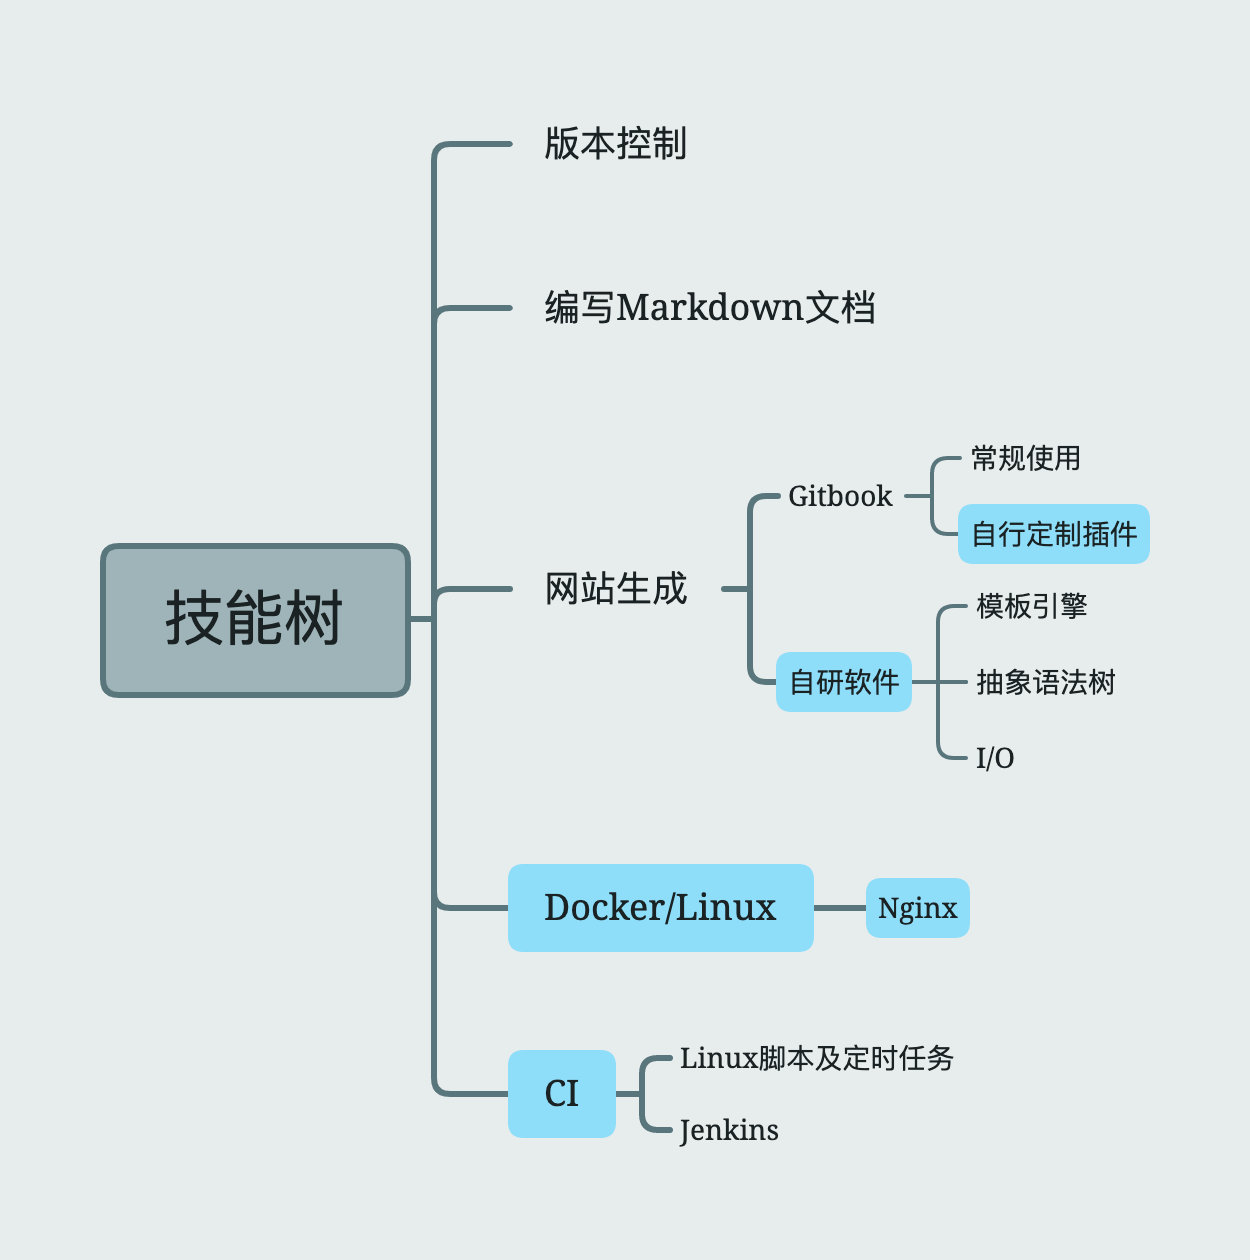 技能树
版本控制
编写Markdown文档
网站生成
Gitbook
常规使用
自行定制插件
自研软件
模板引擎
抽象语法树
I/O
Docker/Linux
Nginx
CI
Linux脚本及定时任务
Jenkins